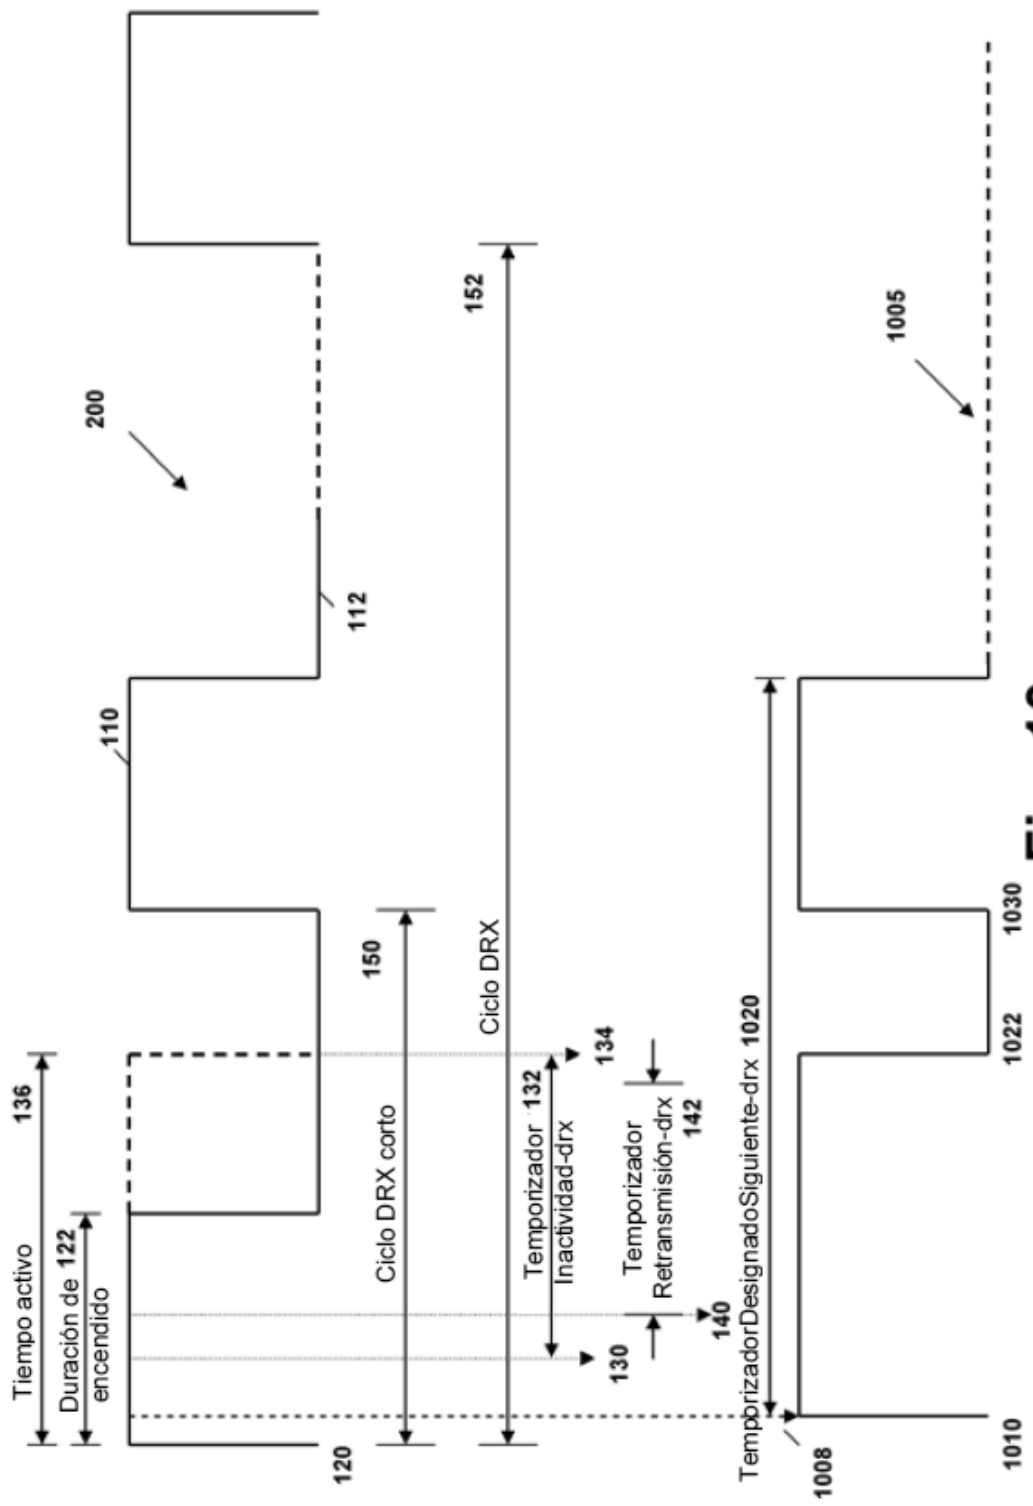 Tiempo activo
136
Duración de 122
encendido
110
200
120
112
150
Ciclo DRX corto
152
Ciclo DRX
Temporizador 132
Inactividad-drx
134
130
Temporizador
Retransmisión-drx
142
140
TemporizadorDesignadoSiguiente-drx 1020
1008
1005
1010
1022
1030